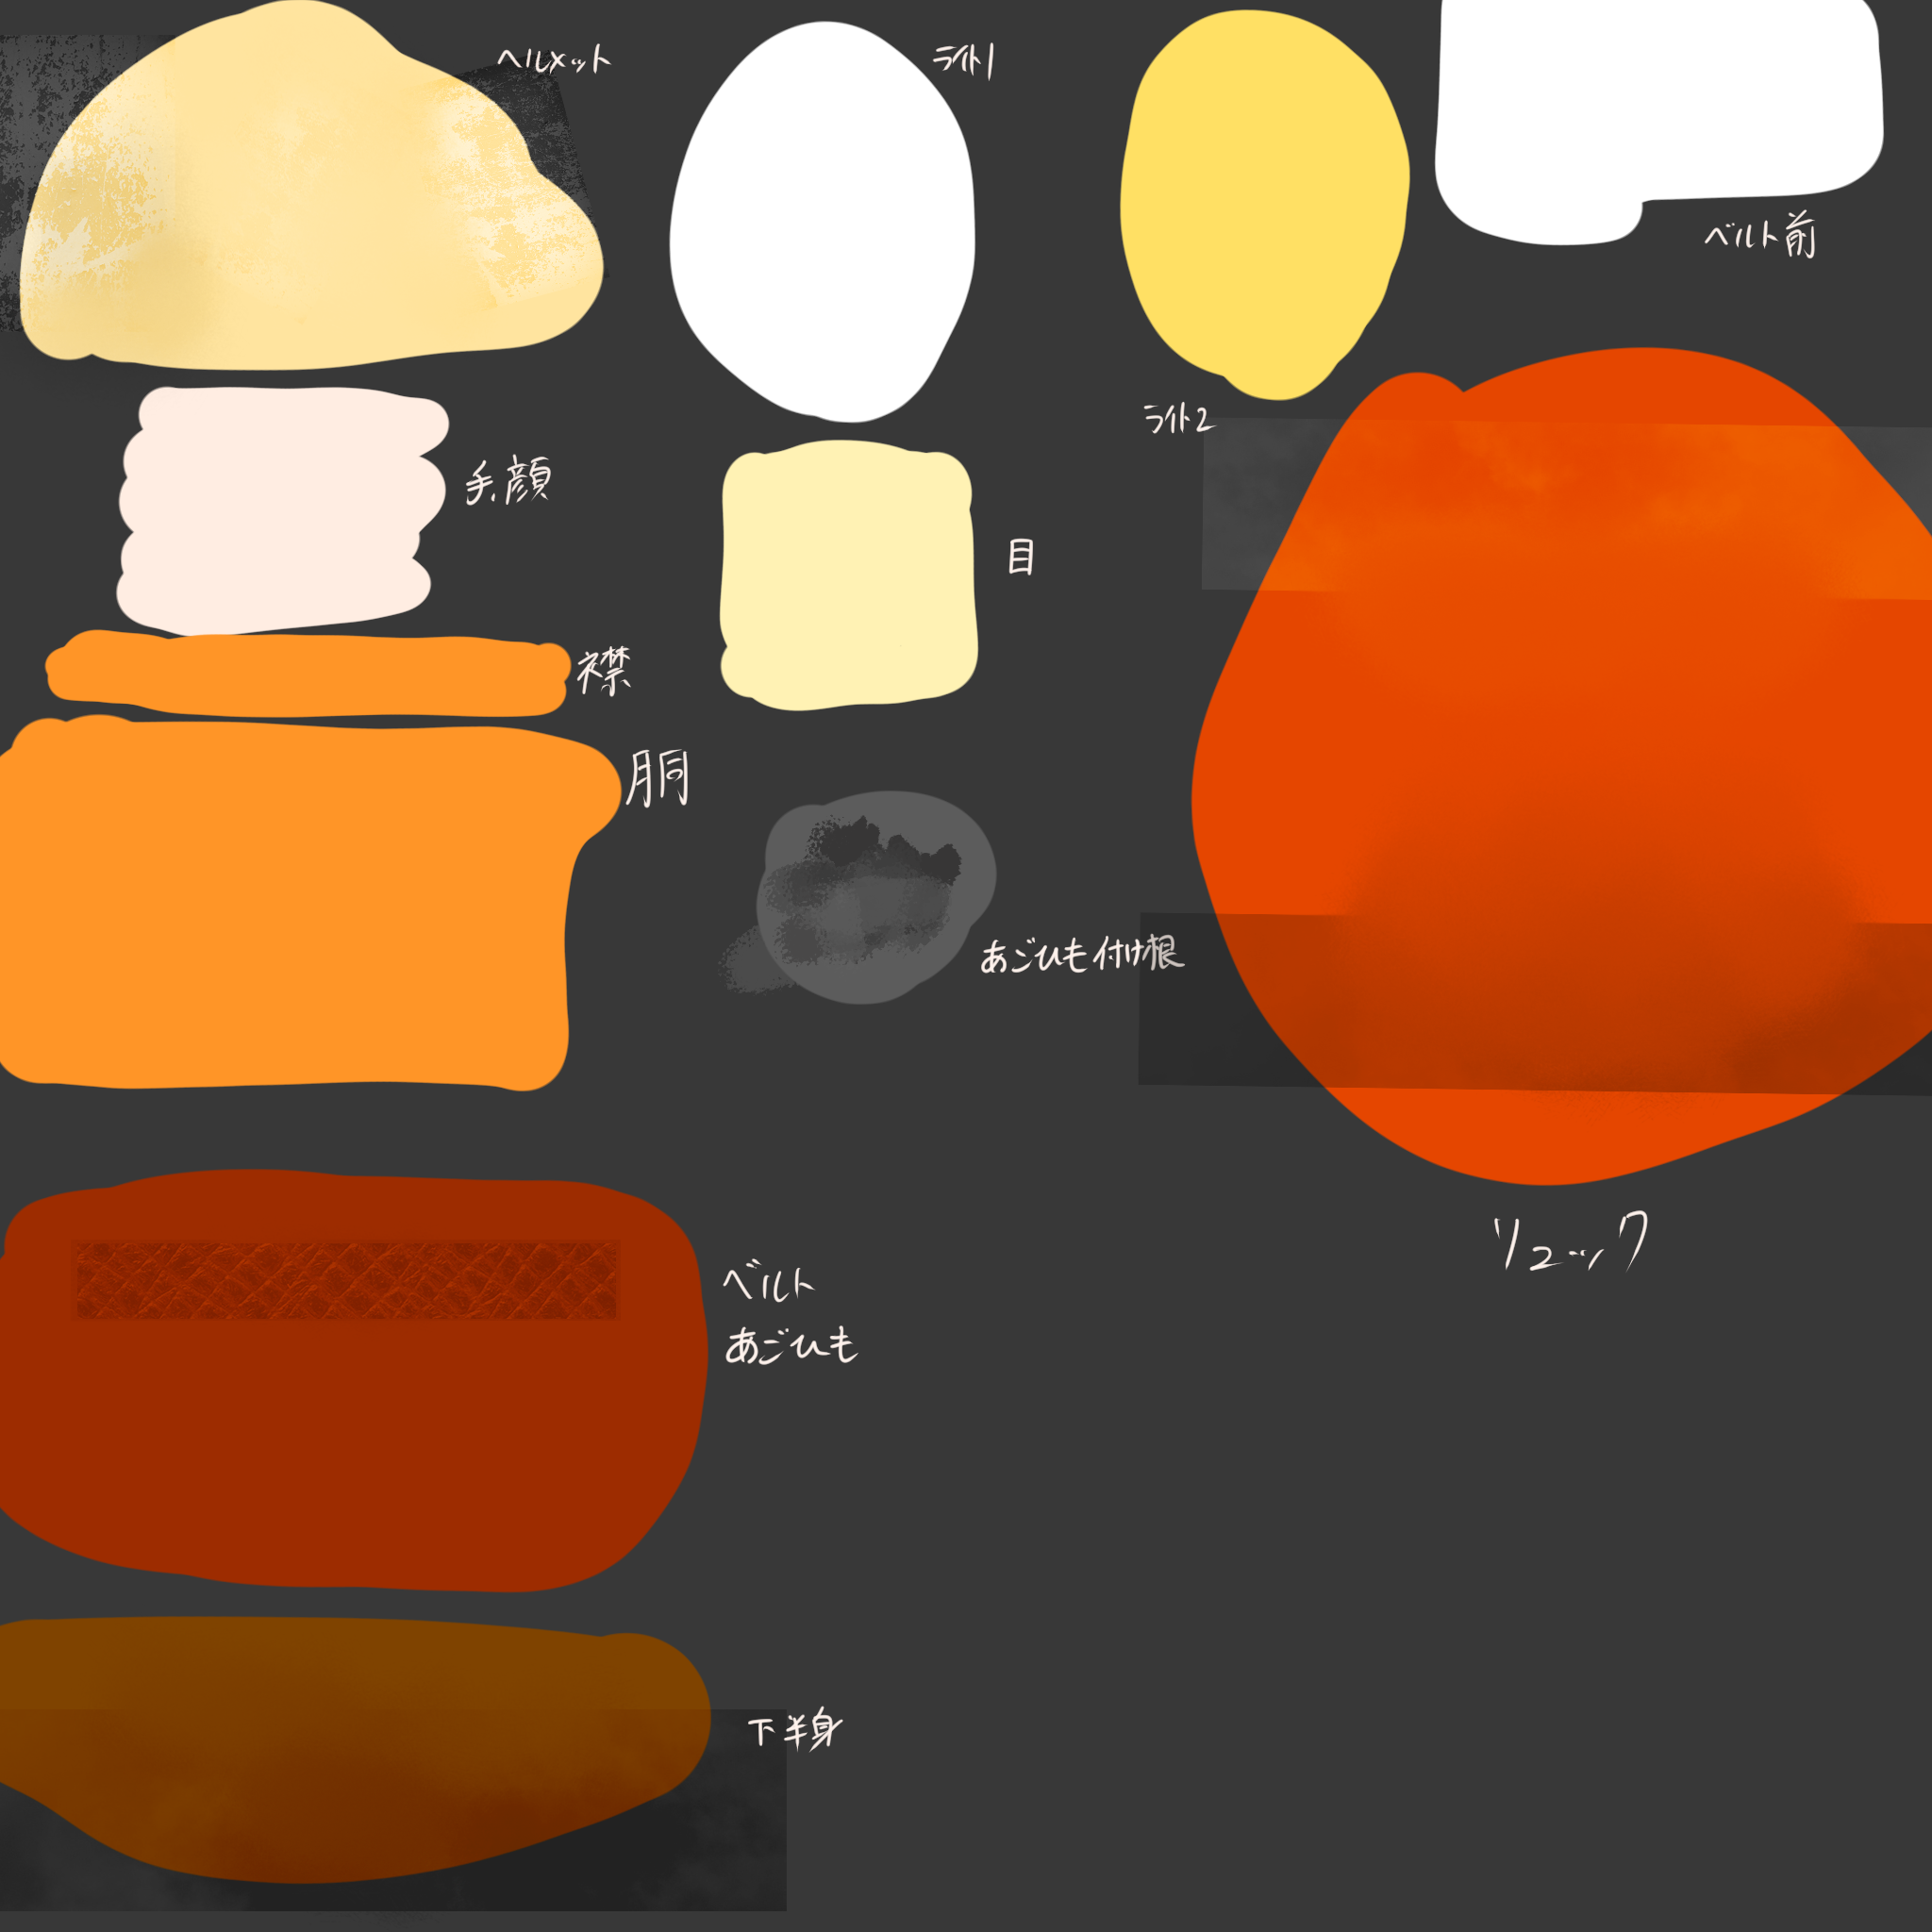 ヘルメット
ライト1
ベルト前
ライト2
手、顔
目
襟
胴
あごひも付け根
リュック
ベルト
あごひも
下半身